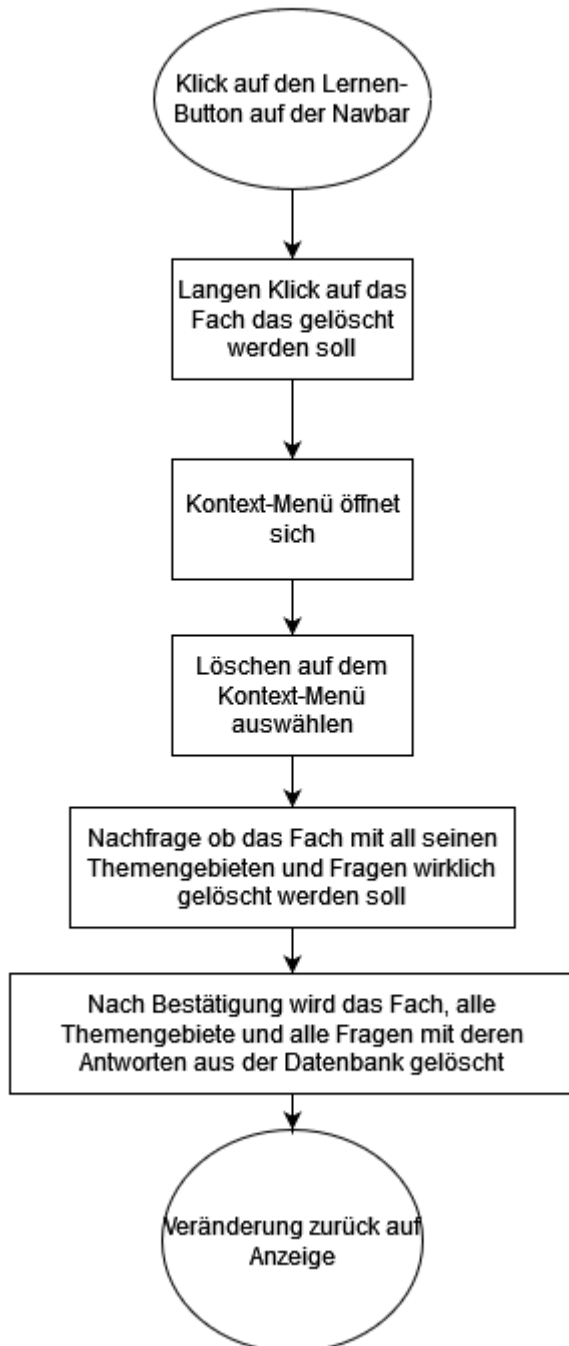 Klick auf den Lernen-
Button auf der Navbar
Langen Klick auf das
Fach das gelöscht
werden soll
Kontext-Menü öffnet
sich
Löschen auf dem
Kontext-Menü
auswählen
Nachfrage ob das Fach mit all seinen
Themengebieten und Fragen wirklich
gelöscht werden soll
Nach Bestätigung wird das Fach, alle
Themengebiete und alle Fragen mit deren
Antworten aus der Datenbank gelöscht
Veränderung zurück auf
Anzeige